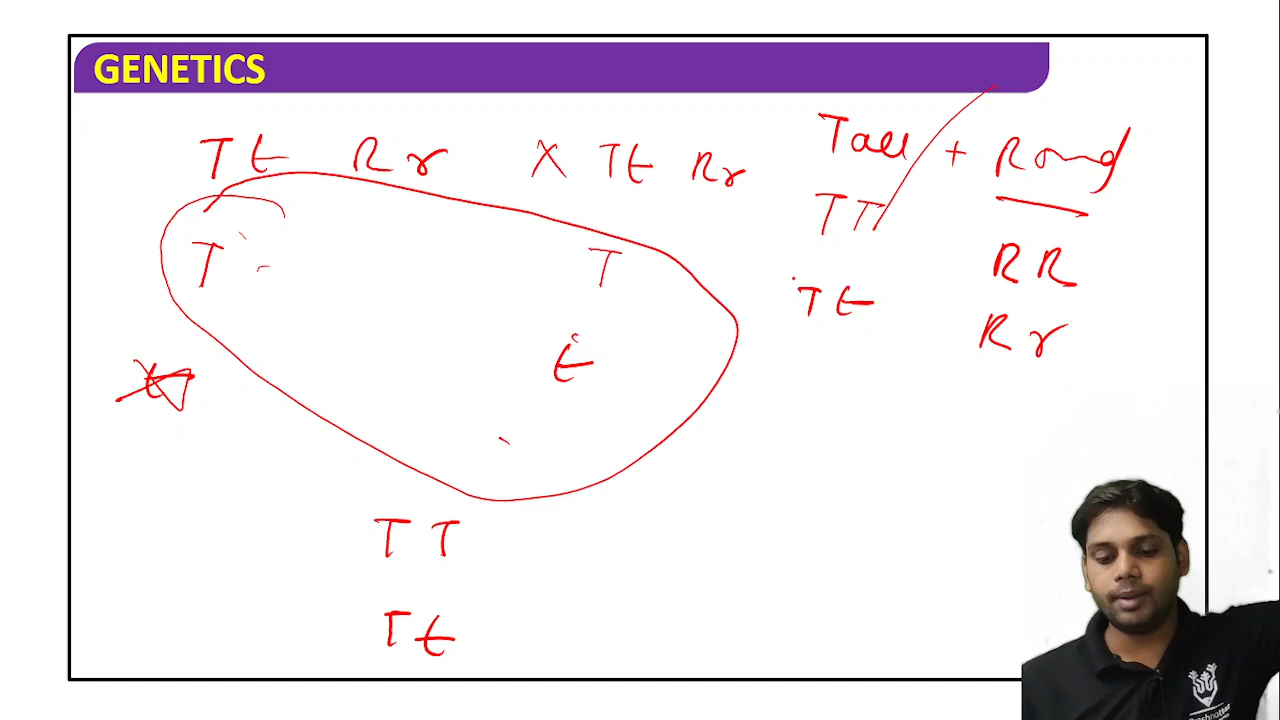 GENETICS
Tt Rr X Tt Rr
Tall + Round
TT
RR
Tt
Rr
T T
t
t
TT
Tt